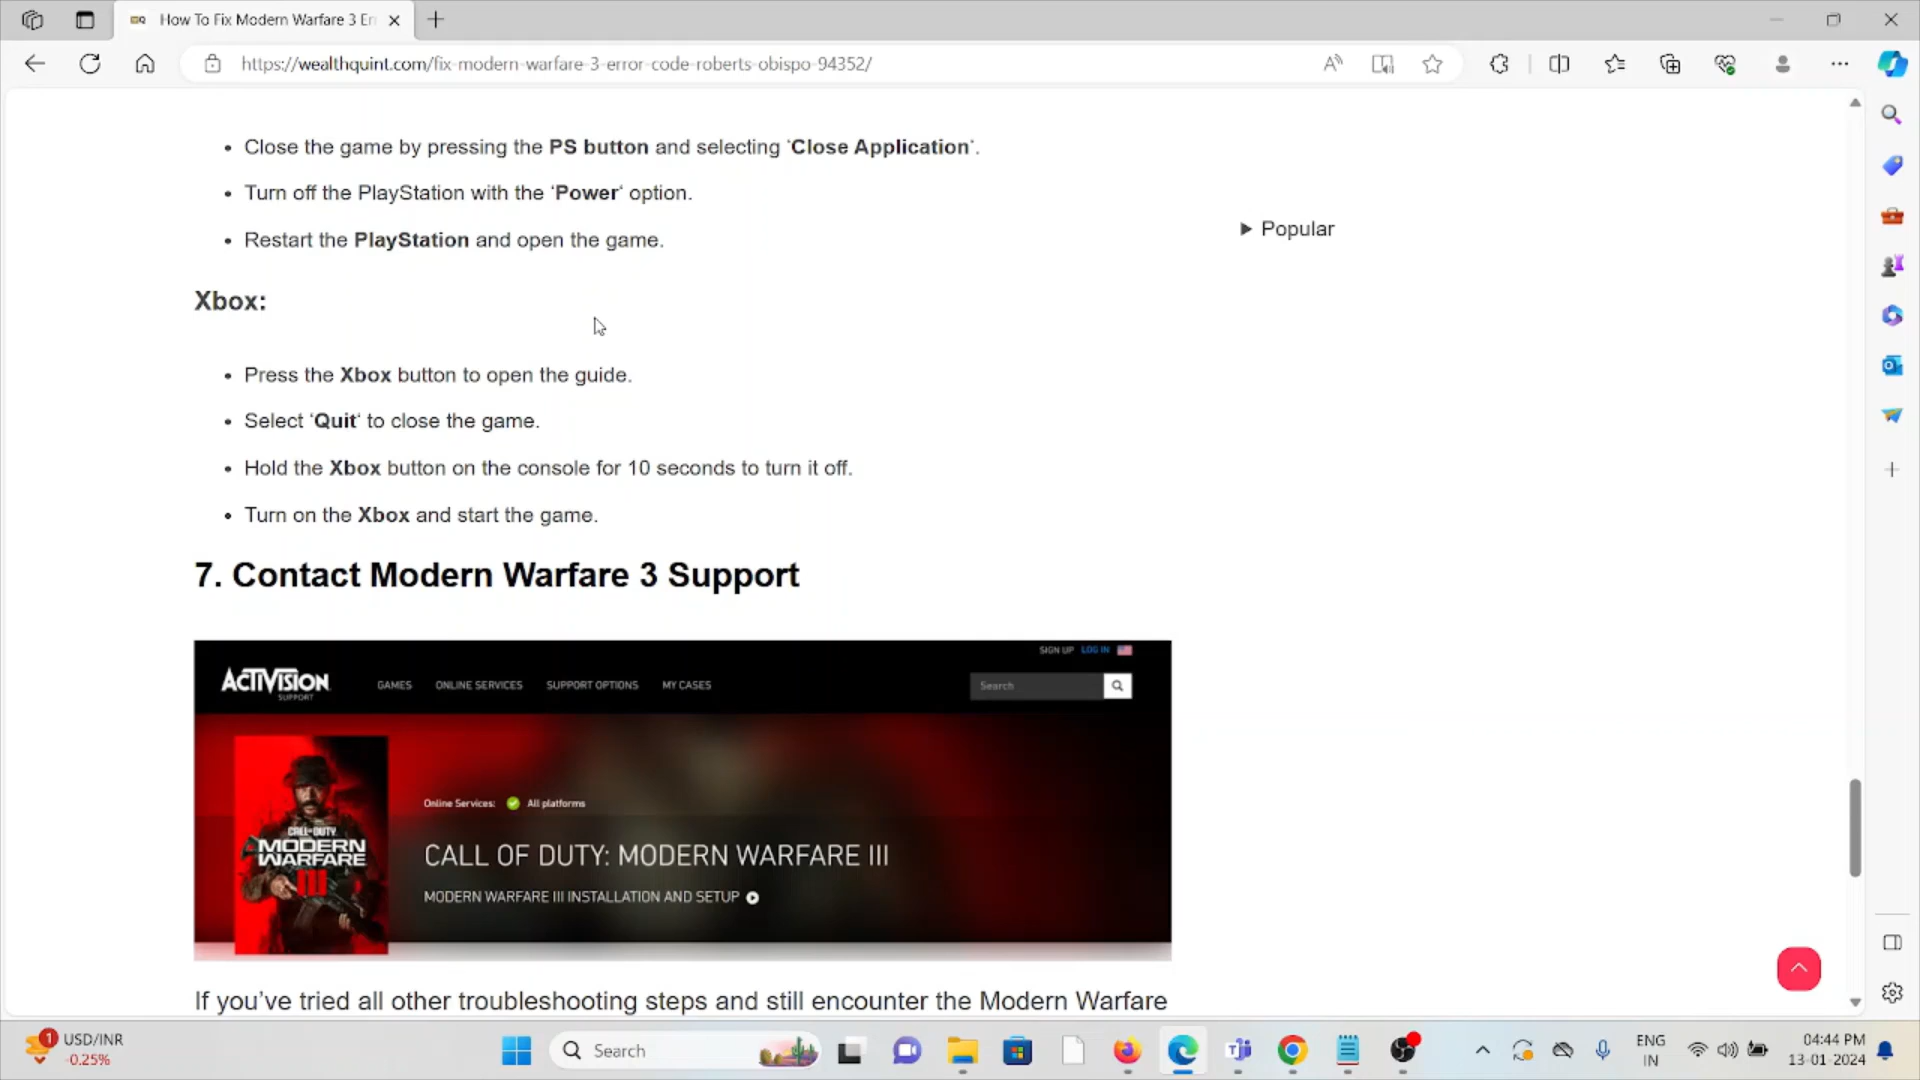 How To Fix Modern Warfare 3 Er
https://wealthquint.com/fix-modern-warfare-3-error-code-roberts-obispo-94352/
• Close the game by pressing the PS button and selecting ‘Close Application‘.
• Turn off the PlayStation with the ‘Power‘ option.
• Restart the PlayStation and open the game.
Popular
Xbox:
• Press the Xbox button to open the guide.
• Select ‘Quit‘ to close the game.
• Hold the Xbox button on the console for 10 seconds to turn it off.
• Turn on the Xbox and start the game.
7. Contact Modern Warfare 3 Support
SIGN UP LOG IN
ACTIVISION
SUPPORT
GAMES ONLINE SERVICES SUPPORT OPTIONS MY CASES
Search
Online Services: All platforms
CALL OF DUTY: MODERN WARFARE III
MODERN WARFARE III INSTALLATION AND SETUP
CALL OF DUTY
MODERN
WARFARE
III
If you’ve tried all other troubleshooting steps and still encounter the Modern Warfare
1
USD/INR
-0.25%
Search
ENG
IN
04:44 PM
13-01-2024